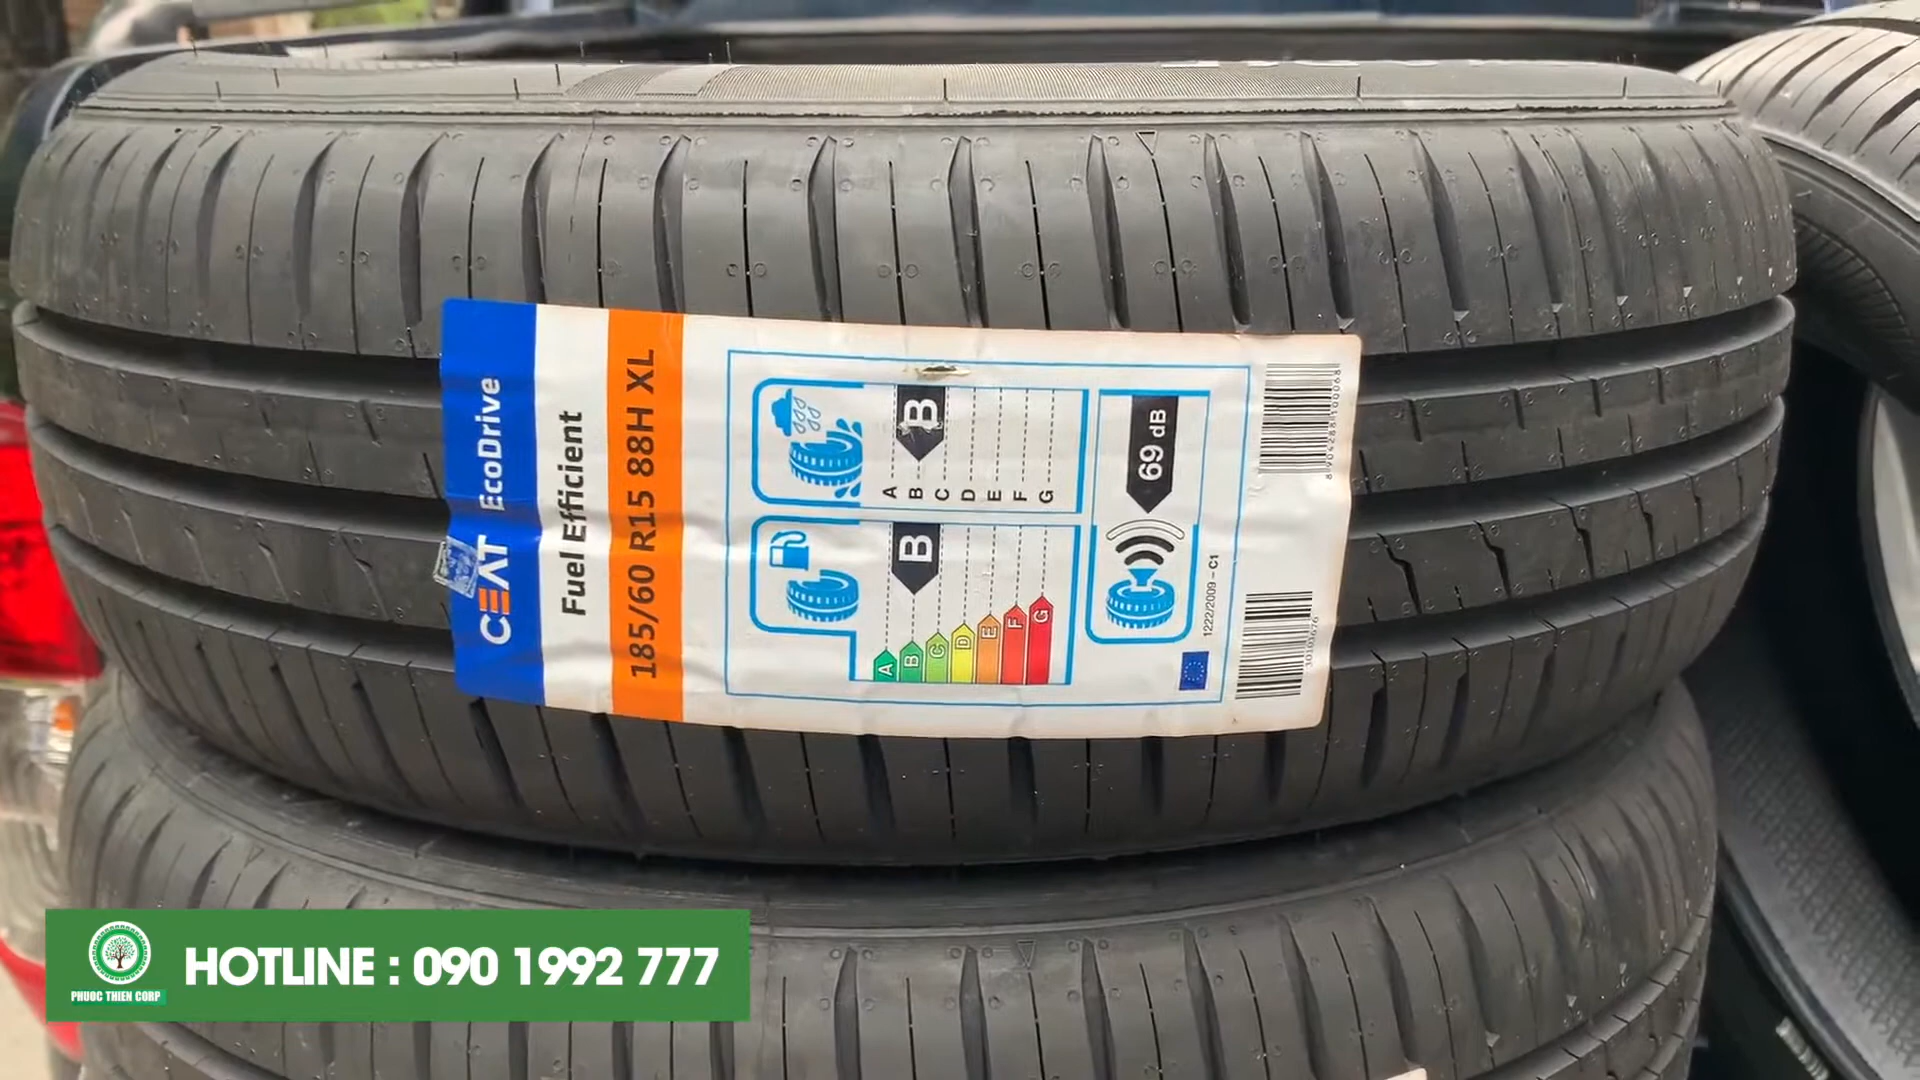 CEAT EcoDrive
Fuel Efficient
185/60 R15 88H XL
B
A
B
C
D
E
F
G
B
A
B
C
D
E
F
G
69 dB
1222/2009 - C1
HOTLINE : 090 1992 777
PHUOC THIEN CORP